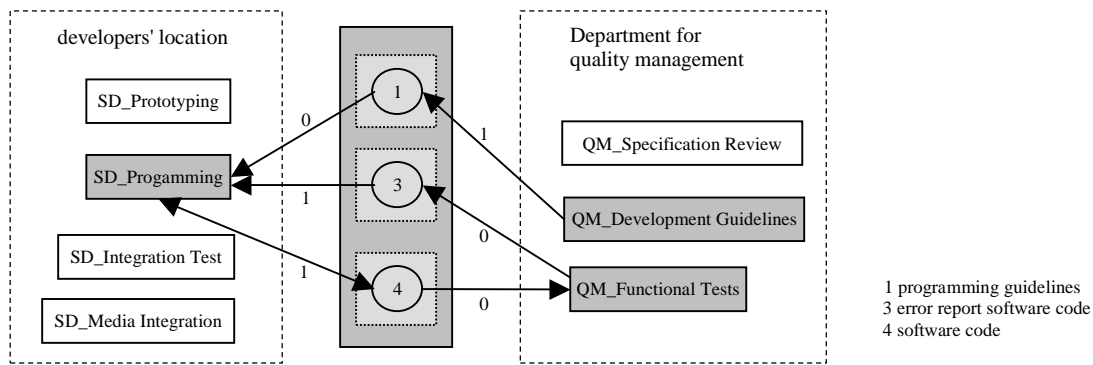 developers' location
SD_Prototyping
SD_Progamming
SD_Integration Test
SD_Media Integration
1
3
4
0
1
1
1
0
0
Department for
quality management
QM_Specification Review
QM_Development Guidelines
QM_Functional Tests
1 programming guidelines
3 error report software code
4 software code